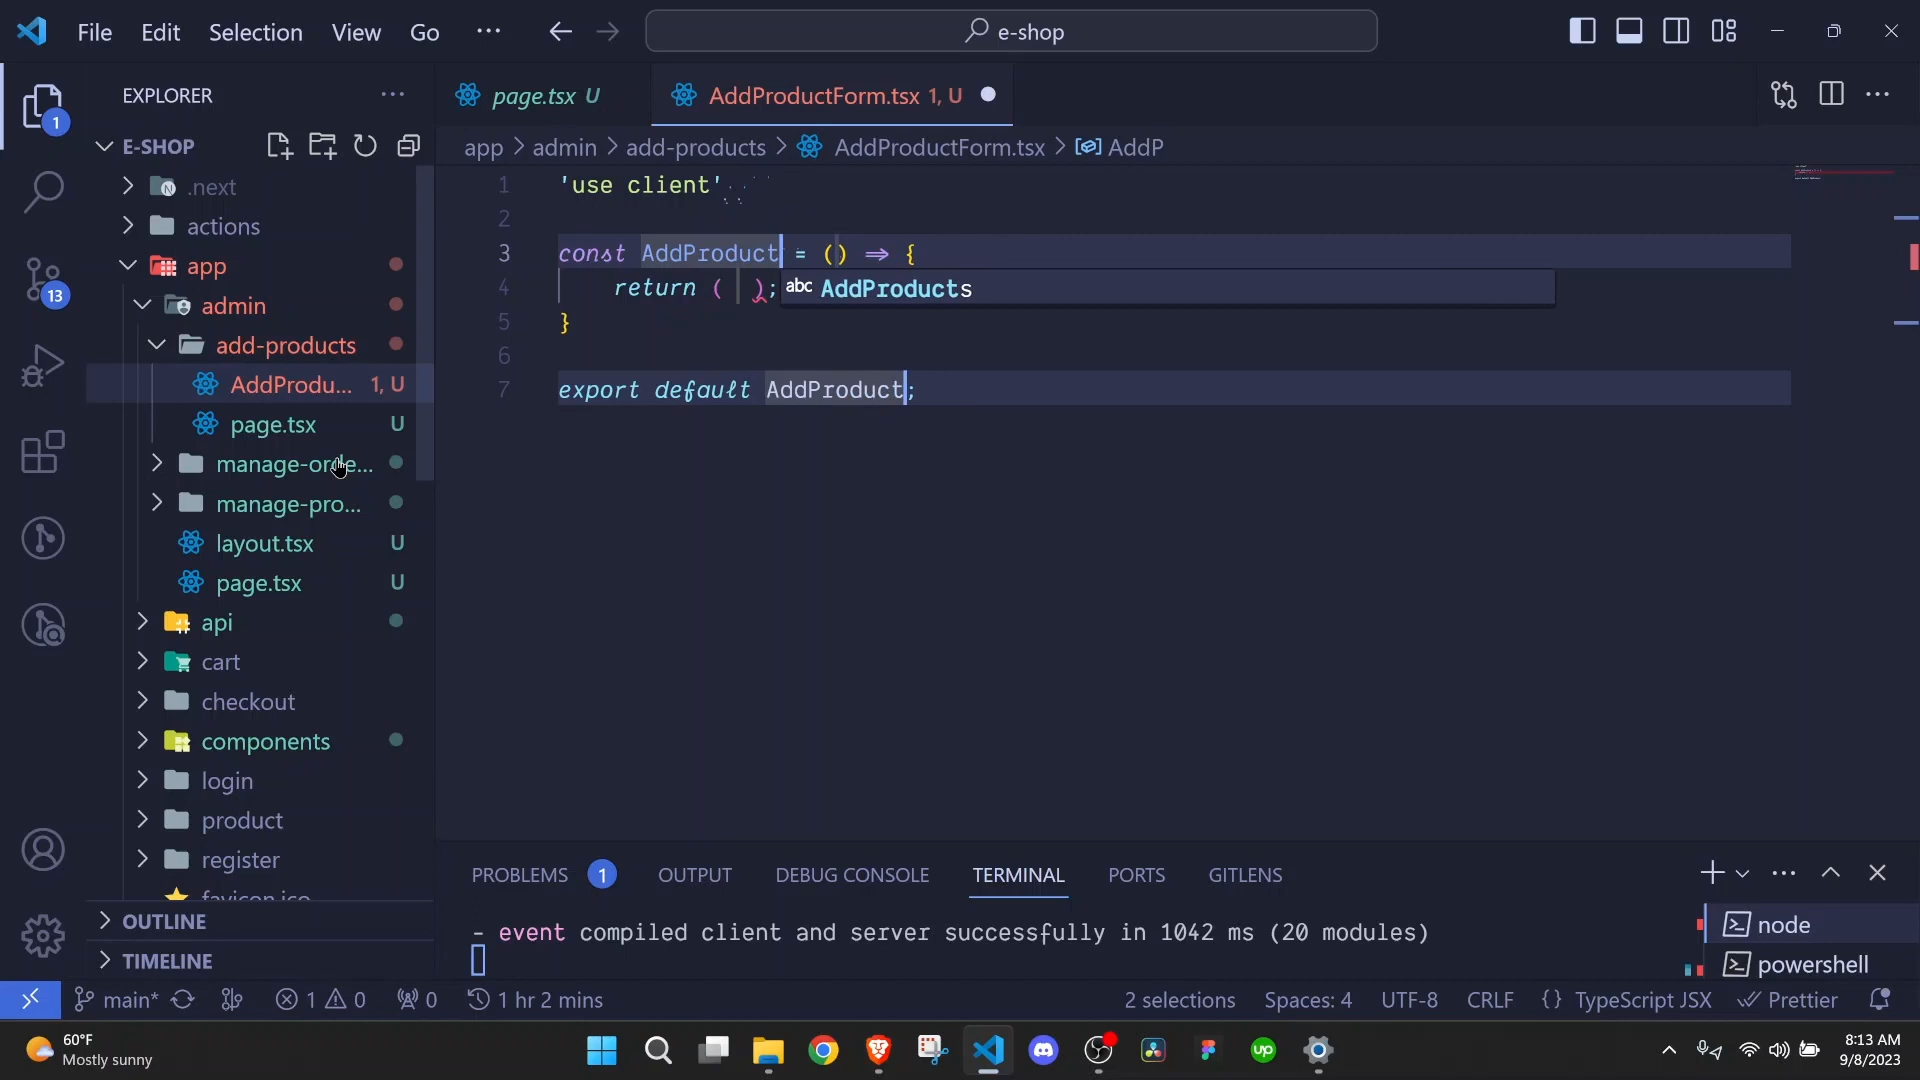 File Edit Selection View Go ··· e-shop
EXPLORER ···
E-SHOP
.next
actions
app
admin
add-products
AddProdu... 1, U
page.tsx U
manage-orde...
manage-pro...
layout.tsx U
page.tsx U
api
cart
checkout
components
login
product
register
OUTLINE
TIMELINE
1
13
page.tsx U
AddProductForm.tsx 1, U
app > admin > add-products > AddProductForm.tsx > AddP
1 'use client'
2
3 const AddProduct = () ⇒ {
4 return ( );
abc AddProducts
5 }
6
7 export default AddProduct;
PROBLEMS 1 OUTPUT DEBUG CONSOLE TERMINAL PORTS GITLENS
- event compiled client and server successfully in 1042 ms (20 modules)
node
powershell
main* 1 0 0 1 hr 2 mins 2 selections Spaces: 4 UTF-8 CRLF {} TypeScript JSX Prettier
60°F
Mostly sunny
up
8:13 AM
9/8/2023